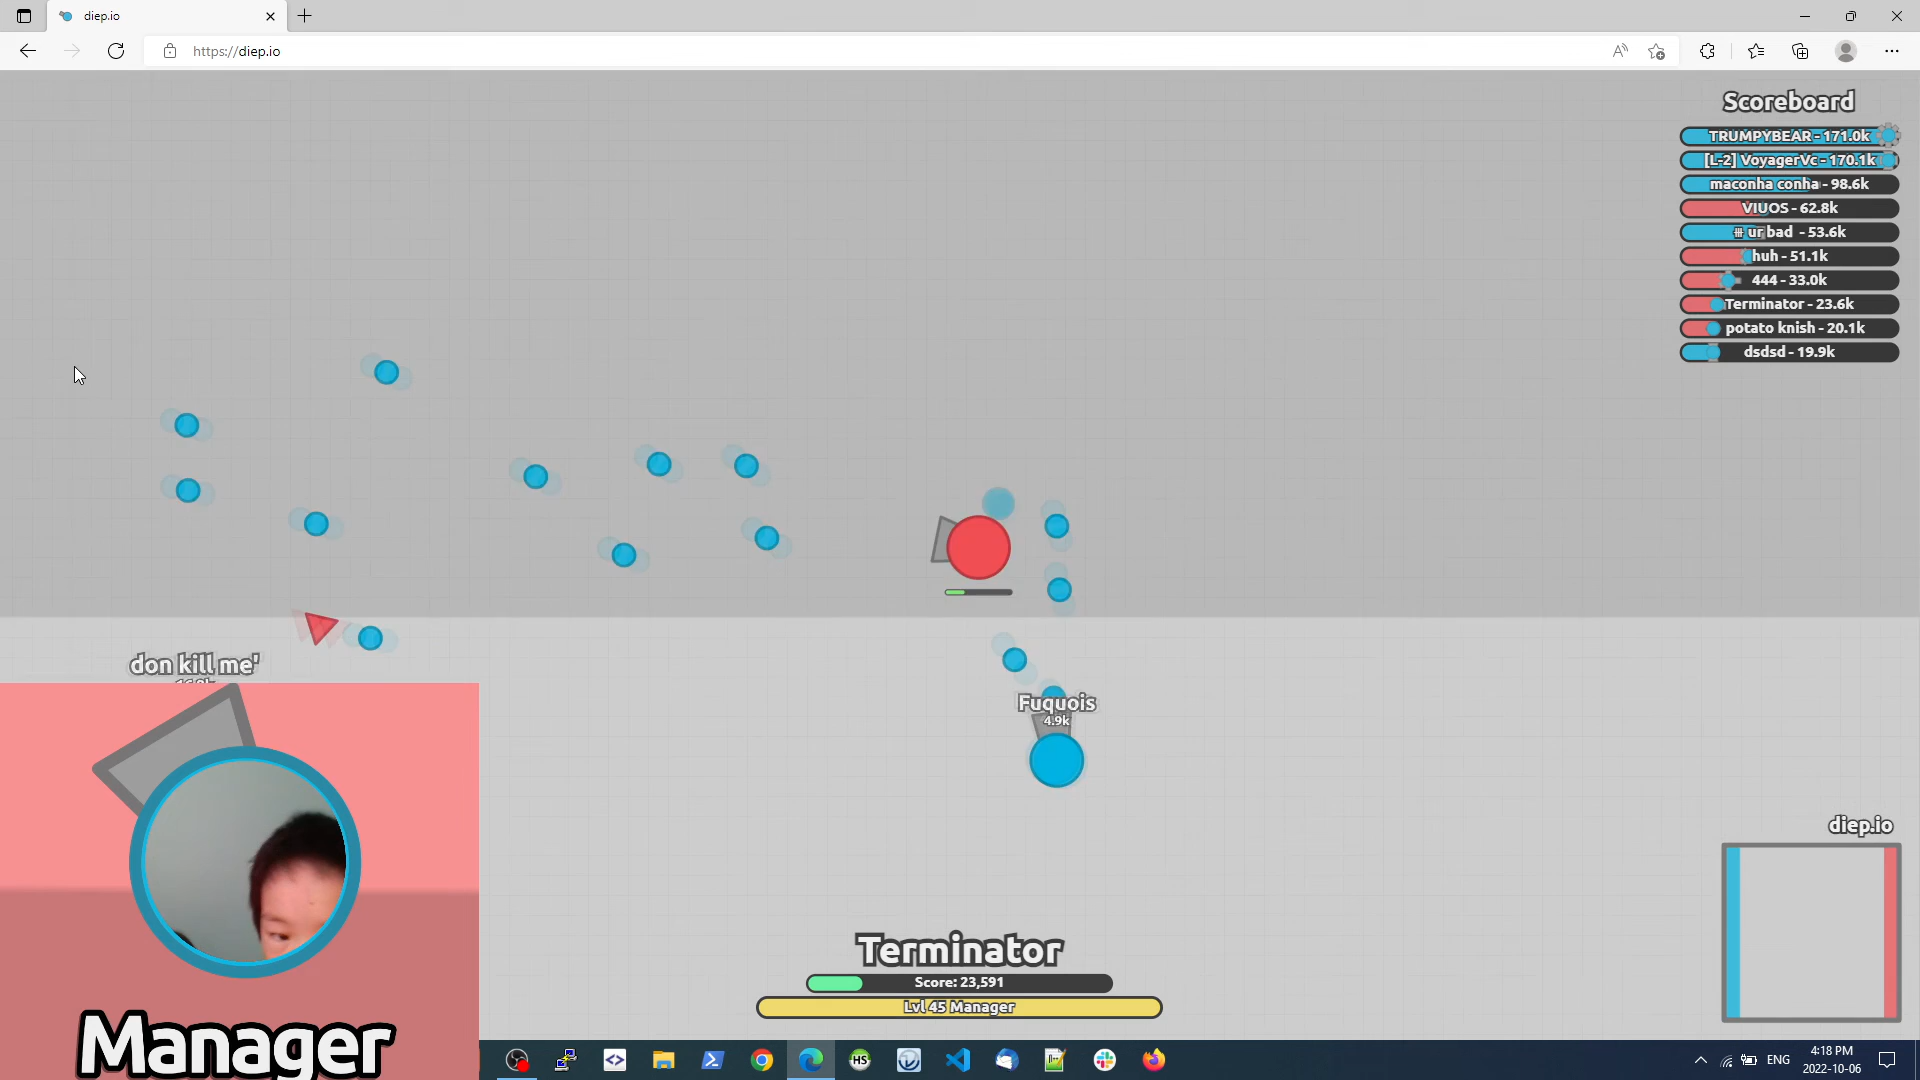 diep.io
https://diep.io
Scoreboard
TRUMPYBEAR - 171.0k
[L-2] VoyagerVc - 170.1k
maconha conha - 98.6k
VIUOS - 62.8k
⌗ ur bad - 53.6k
huh - 51.1k
444 - 33.0k
Terminator - 23.6k
potato knish - 20.1k
dsdsd - 19.9k
don kill me'
Fuquois
4.9k
diep.io
Terminator
Score: 23,591
Lvl 45 Manager
Manager
HS
ENG
4:18 PM
2022-10-06